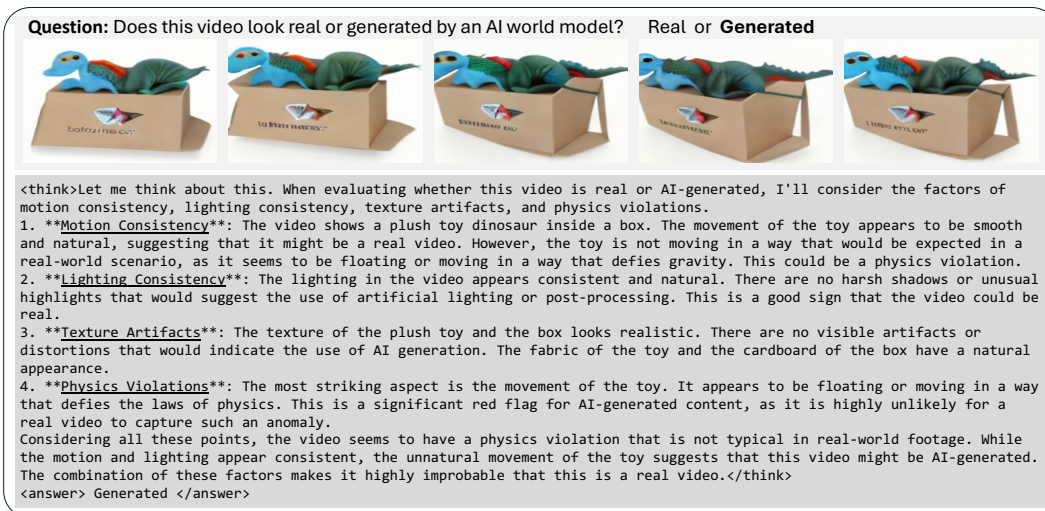 Question: Does this video look real or generated by an AI world model? Real or Generated
<think>Let me think about this. When evaluating whether this video is real or AI-generated, I'll consider the factors of
motion consistency, lighting consistency, texture artifacts, and physics violations.
1. **Motion Consistency**: The video shows a plush toy dinosaur inside a box. The movement of the toy appears to be smooth
and natural, suggesting that it might be a real video. However, the toy is not moving in a way that would be expected in a
real-world scenario, as it seems to be floating or moving in a way that defies gravity. This could be a physics violation.
2. **Lighting Consistency**: The lighting in the video appears consistent and natural. There are no harsh shadows or unusual
highlights that would suggest the use of artificial lighting or post-processing. This is a good sign that the video could be
real.
3. **Texture Artifacts**: The texture of the plush toy and the box looks realistic. There are no visible artifacts or
distortions that would indicate the use of AI generation. The fabric of the toy and the cardboard of the box have a natural
appearance.
4. **Physics Violations**: The most striking aspect is the movement of the toy. It appears to be floating or moving in a way
that defies the laws of physics. This is a significant red flag for AI-generated content, as it is highly unlikely for a
real video to capture such an anomaly.
Considering all these points, the video seems to have a physics violation that is not typical in real-world footage. While
the motion and lighting appear consistent, the unnatural movement of the toy suggests that this video might be AI-generated.
The combination of these factors makes it highly improbable that this is a real video.</think>
<answer> Generated </answer>